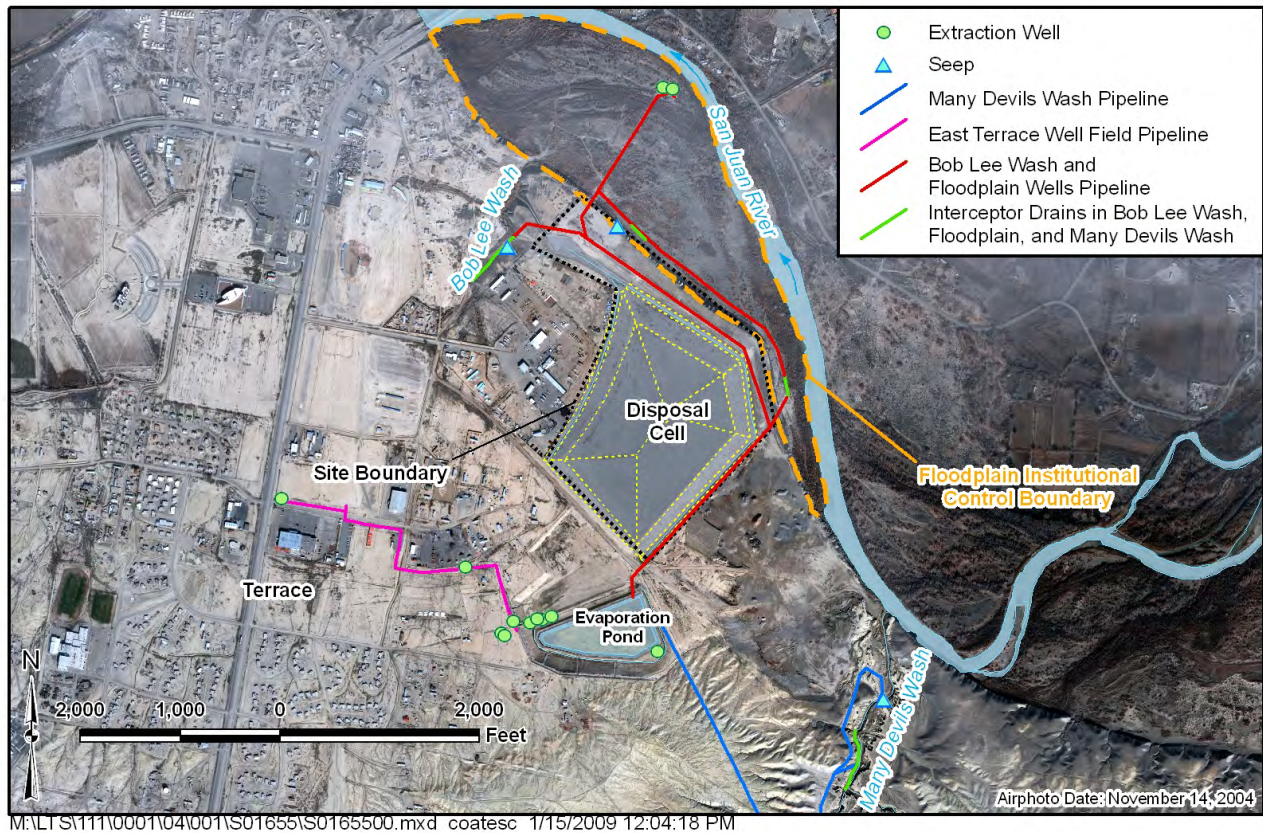 Extraction Well
Seep
Many Devils Wash Pipeline
East Terrace Well Field Pipeline
Bob Lee Wash and
Floodplain Wells Pipeline
Interceptor Drains in Bob Lee Wash,
Floodplain, and Many Devils Wash
San Juan River
Bob Lee Wash
Disposal
Cell
Site Boundary
Floodplain Institutional
Control Boundary
Terrace
Evaporation
Pond
N
2,000 1,000 0 2,000
Feet
Many Devils Wash
Airphoto Date: November 14, 2004
M:\LTS\111\0001\04\001\S01655\S0165500.mxd coatesc 1/15/2009 12:04:18 PM